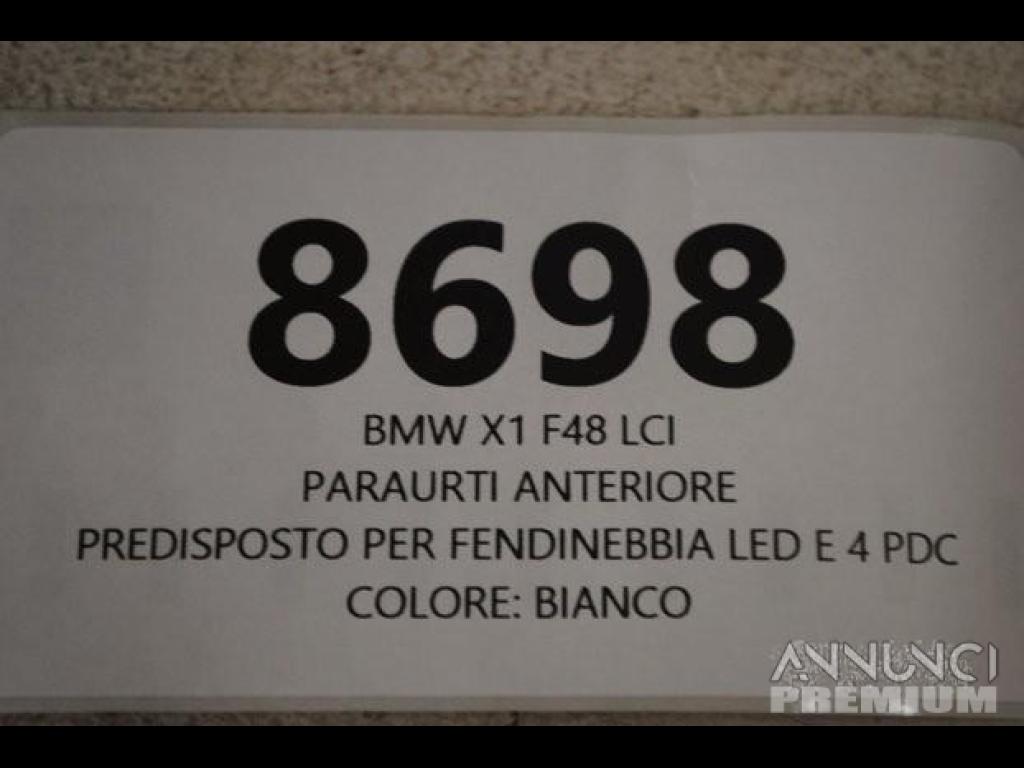 8698
BMW X1 F48 LCI
PARAURTI ANTERIORE
PREDISPOSTO PER FENDINEBBIA LED E 4 PDC
COLORE: BIANCO
ANNUNCI
PREMIUM